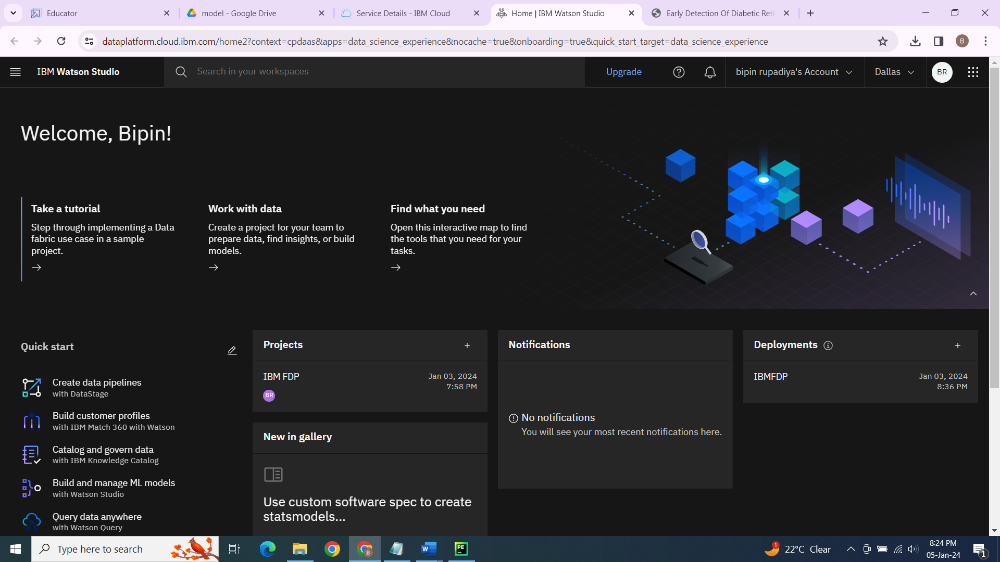 Educator
model - Google Drive
Service Details - IBM Cloud
Home | IBM Watson Studio
Early Detection Of Diabetic Reti
dataplatform.cloud.ibm.com/home2?context=cpdaas&apps=data_science_experience&nocache=true&onboarding=true&quick_start_target=data_science_experience
B
IBM Watson Studio
Search in your workspaces
Upgrade
bipin rupadiya's Account
Dallas
BR
Welcome, Bipin!
Take a tutorial
Step through implementing a Data
fabric use case in a sample
project.
Work with data
Create a project for your team to
prepare data, find insights, or build
models.
Find what you need
Open this interactive map to find
the tools that you need for your
tasks.
Quick start
Create data pipelines
with DataStage
Build customer profiles
with IBM Match 360 with Watson
Catalog and govern data
with IBM Knowledge Catalog
Build and manage ML models
with Watson Studio
Query data anywhere
with Watson Query
Projects
IBM FDP
Jan 03, 2024
7:58 PM
BR
New in gallery
Use custom software spec to create
statsmodels...
Notifications
No notifications
You will see your most recent notifications here.
Deployments
IBMFDP
Jan 03, 2024
8:36 PM
Type here to search
B
W
PE
1
22°C Clear
8:24 PM
05-Jan-24
1